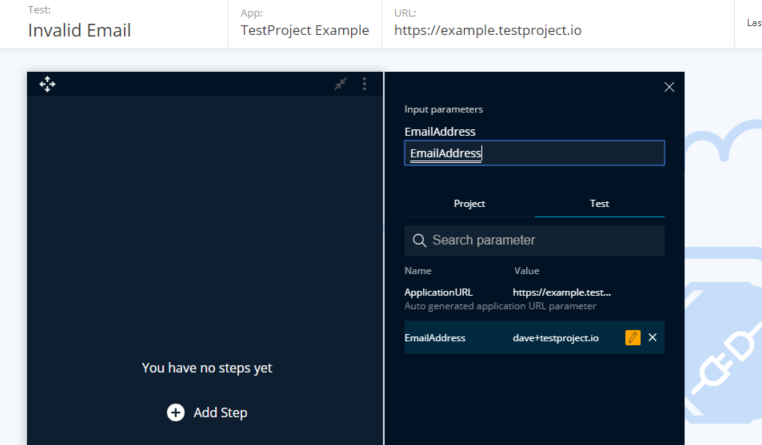 Test:
Invalid Email
App:
TestProject Example
URL:
https://example.testproject.io
Las
Input parameters
EmailAddress
EmailAddress
Project
Test
Search parameter
Name
Value
ApplicationURL
https://example.test...
Auto generated application URL parameter
EmailAddress
dave+testproject.io
You have no steps yet
Add Step